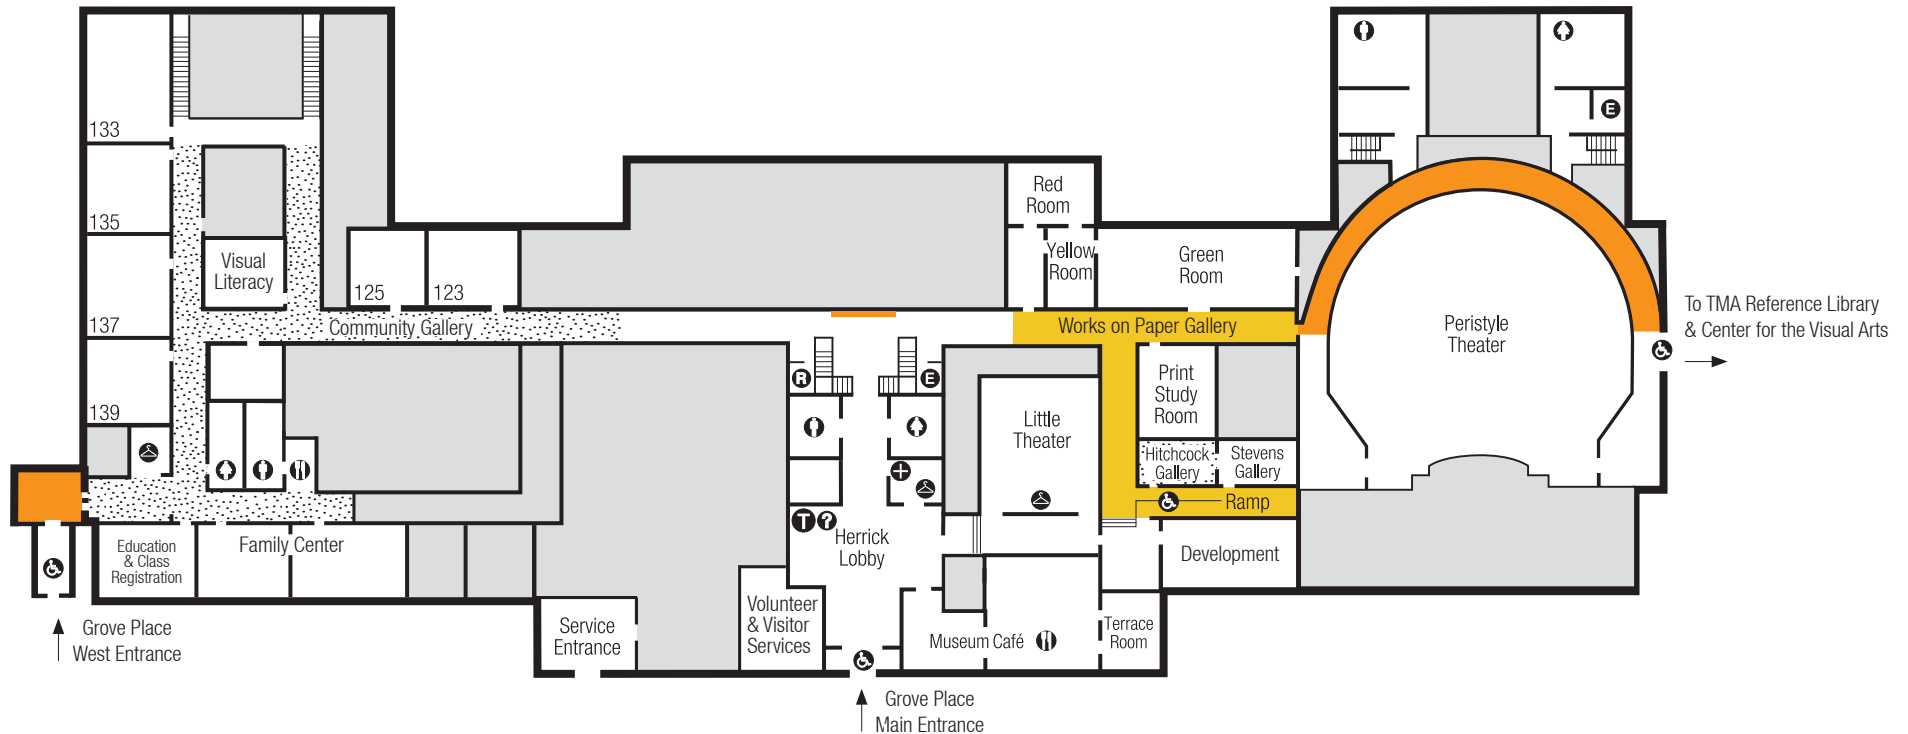 133
135
Visual
Literacy
137
139
125
123
Community Gallery
Red
Room
Yellow
Room
Green
Room
Works on Paper Gallery
Peristyle
Theater
E
To TMA Reference Library
& Center for the Visual Arts
R
E
Print
Study
Room
Little
Theater
Hitchcock
Gallery
Stevens
Gallery
Ramp
T
?
Herrick
Lobby
Development
Education
& Class
Registration
Family Center
Service
Entrance
Volunteer
& Visitor
Services
Museum Café
Terrace
Room
Grove Place
West Entrance
Grove Place
Main Entrance